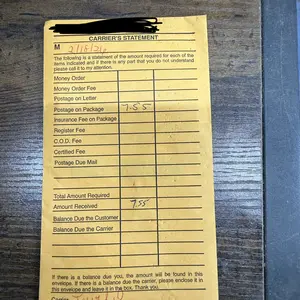 CARRIER'S STATEMENT
M 2/18/26
The following is a statement of the amount required for each of the
items indicated and if there is any part that you do not understand
please call it to my attention.
Money Order
Money Order Fee
Postage on Letter
Postage on Package 7.55
Insurance Fee on Package
Register Fee
C.O.D. Fee
Certified Fee
Postage Due Mail
Total Amount Required
Amount Received 7.55
Balance Due the Customer
Balance Due the Carrier
If there is a balance due you, the amount will be found in this
envelope. If there is a balance due the carrier, please enclose it in
this envelope and leave it in the box. Thank you.
Carrier